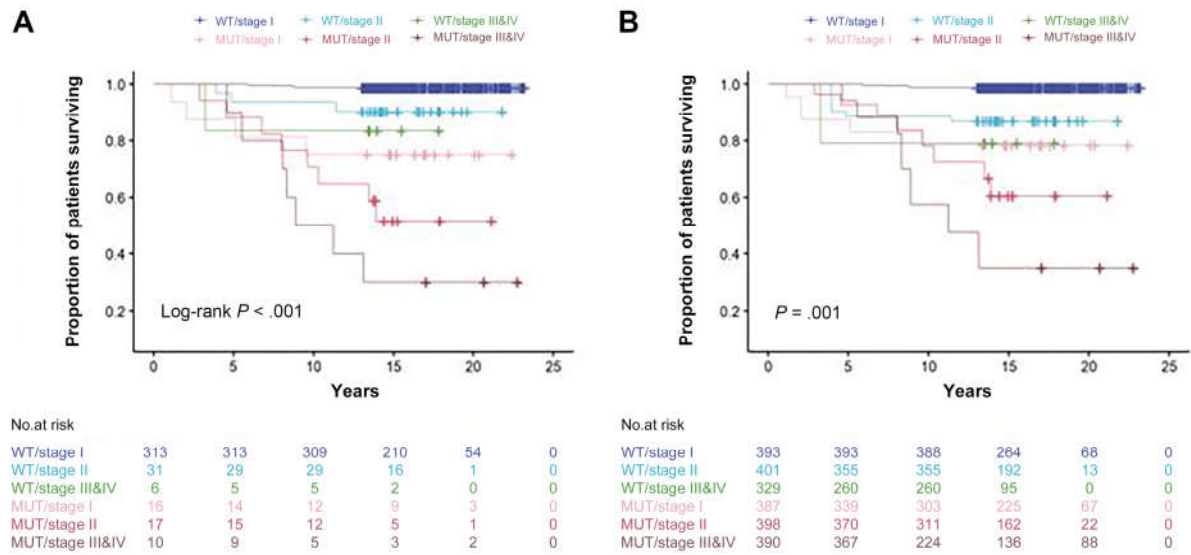 A
WT/stage I WT/stage II WT/stage III&IV
MUT/stage I MUT/stage II MUT/stage III&IV
Proportion of patients surviving
1.0
0.8
0.6
0.4
0.2
Log-rank P < .001
0 5 10 15 20 25
Years
No.at risk
WT/stage I 313 313 309 210 54 0
WT/stage II 31 29 29 16 1 0
WT/stage III&IV 6 5 5 2 0 0
MUT/stage I 16 14 12 9 3 0
MUT/stage II 17 15 12 5 1 0
MUT/stage III&IV 10 9 5 3 2 0
B
WT/stage I WT/stage II WT/stage III&IV
MUT/stage I MUT/stage II MUT/stage III&IV
Proportion of patients surviving
1.0
0.8
0.6
0.4
0.2
P = .001
0 5 10 15 20 25
Years
No.at risk
WT/stage I 393 393 388 264 68 0
WT/stage II 401 355 355 192 13 0
WT/stage III&IV 329 260 260 95 0 0
MUT/stage I 387 339 303 225 67 0
MUT/stage II 398 370 311 162 22 0
MUT/stage III&IV 390 367 224 136 88 0